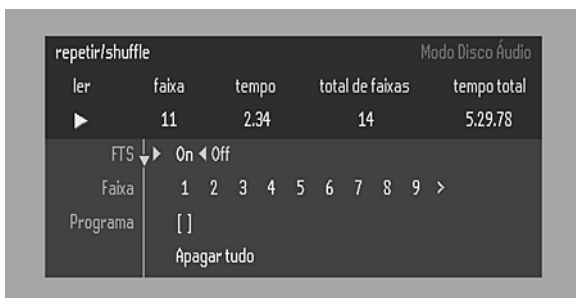 repetir/shuffle Modo Disco Áudio
ler faixa tempo total de faixas tempo total
11 2.34 14 5.29.78
FTS On Off
Faixa 1 2 3 4 5 6 7 8 9 >
Programa [ ]
Apagar tudo